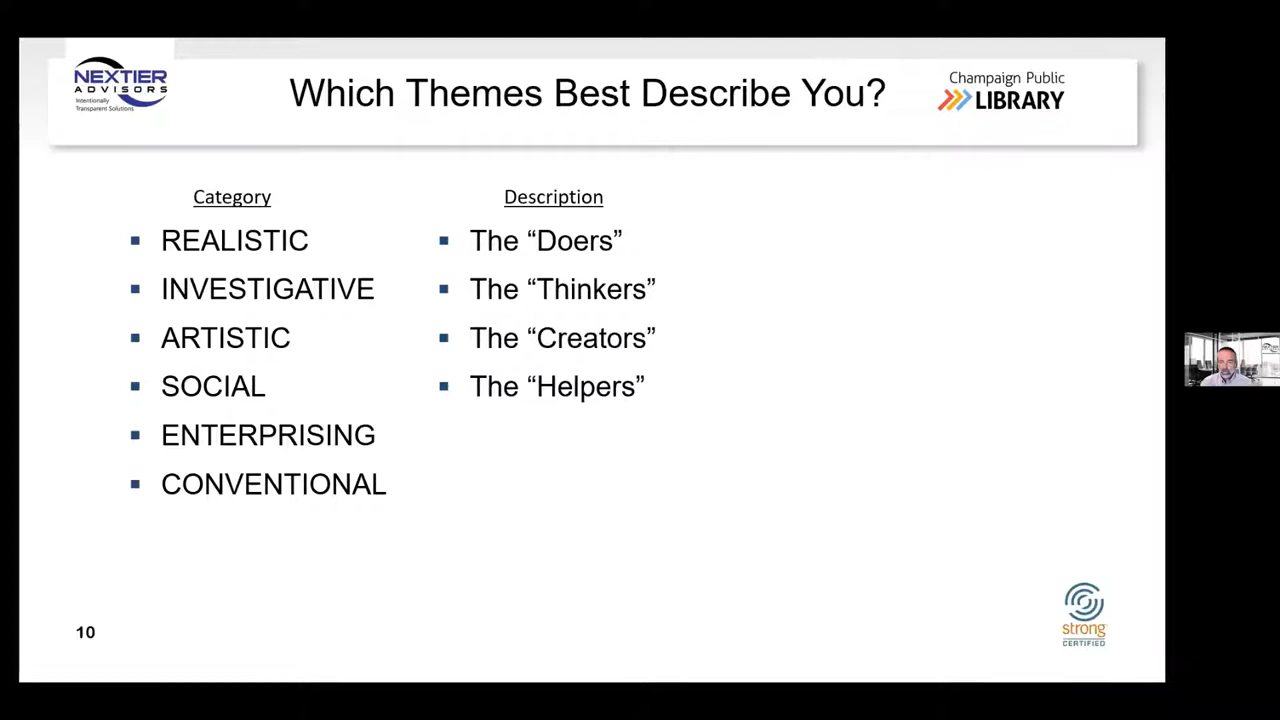 NEXTIER
ADVISORS
Intentionally
Transparent Solutions
Which Themes Best Describe You?
Champaign Public
LIBRARY
Category
Description
▪ REALISTIC
▪ The “Doers”
▪ INVESTIGATIVE
▪ The “Thinkers”
▪ ARTISTIC
▪ The “Creators”
▪ SOCIAL
▪ The “Helpers”
▪ ENTERPRISING
▪ CONVENTIONAL
NEXTIER
10
strong
CERTIFIED